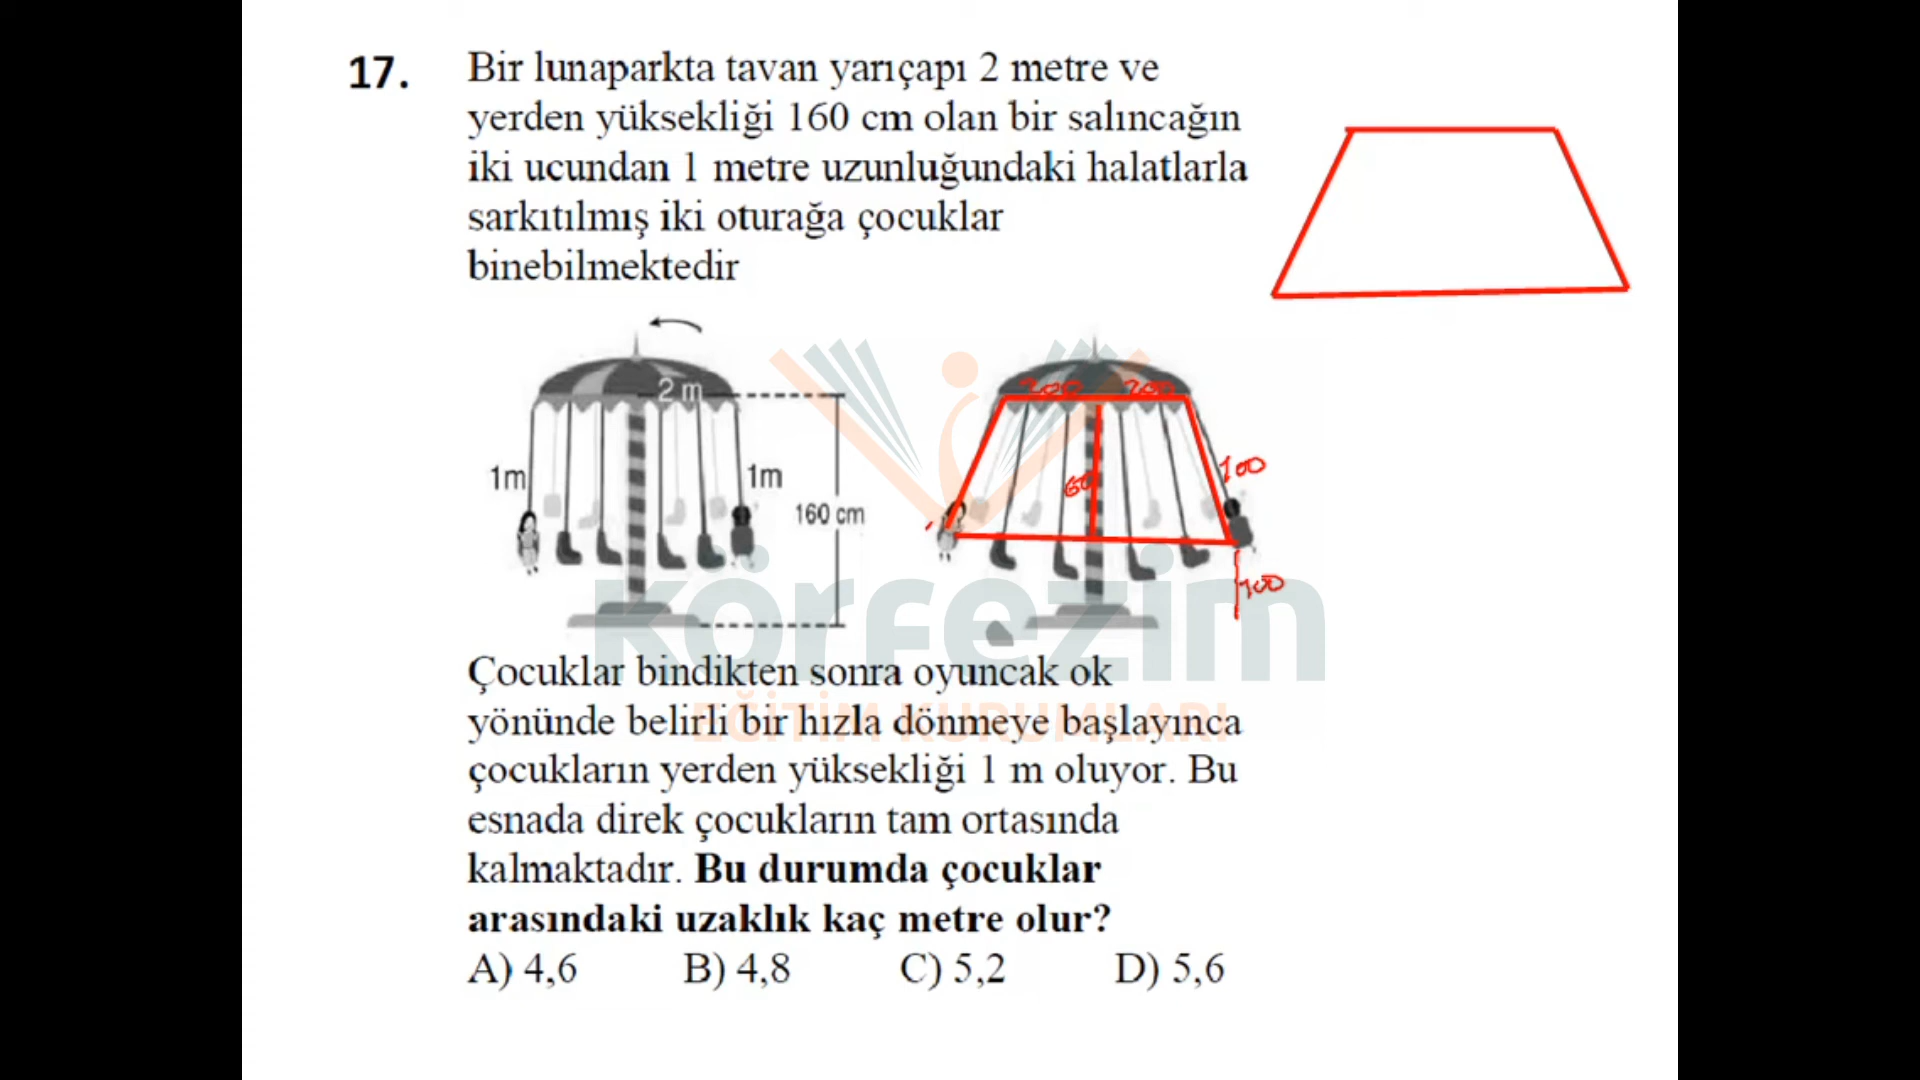 17.
Bir lunaparkta tavan yarıçapı 2 metre ve
yerden yüksekliği 160 cm olan bir salıncağın
iki ucundan 1 metre uzunluğundaki halatlarla
sarkıtılmış iki oturağa çocuklar
binebilmektedir
2 m
200
200
1m
1m
160 cm
60
100
100
körfezim
EĞİTİM KURUMLARI
Çocuklar bindikten sonra oyuncak ok
yönünde belirli bir hızla dönmeye başlayınca
çocukların yerden yüksekliği 1 m oluyor. Bu
esnada direk çocukların tam ortasında
kalmaktadır. Bu durumda çocuklar
arasındaki uzaklık kaç metre olur?
A) 4,6 B) 4,8 C) 5,2 D) 5,6